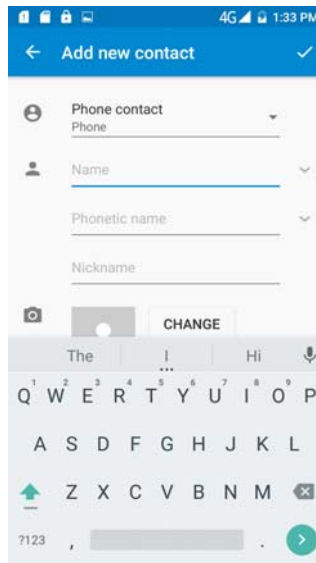 4G 1:33 PM
Add new contact
Phone contact
Phone
Name
Phonetic name
Nickname
CHANGE
The I Hi
1 2 3 4 5 6 7 8 9
Q W E R T Y U I O P
A S D F G H J K L
Z X C V B N M
?123 , .